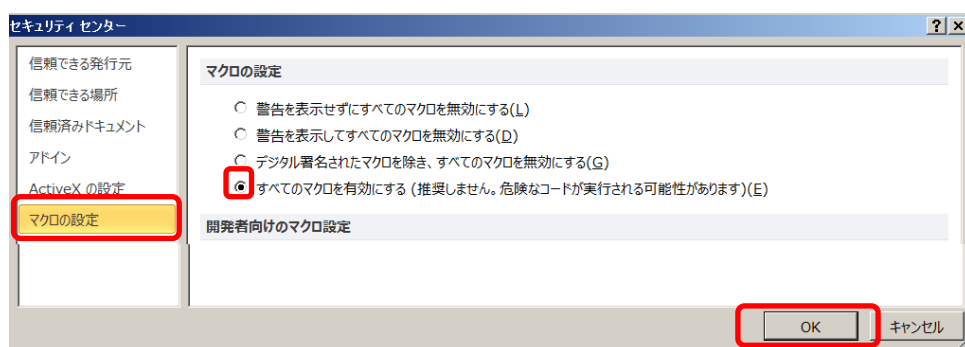 セキュリティ センター
信頼できる発行元
信頼できる場所
信頼済みドキュメント
アドイン
ActiveX の設定
マクロの設定
マクロの設定
警告を表示せずにすべてのマクロを無効にする(L)
警告を表示してすべてのマクロを無効にする(D)
デジタル署名されたマクロを除き、すべてのマクロを無効にする(G)
すべてのマクロを有効にする (推奨しません。危険なコードが実行される可能性があります)(E)
開発者向けのマクロ設定
OK
キャンセル